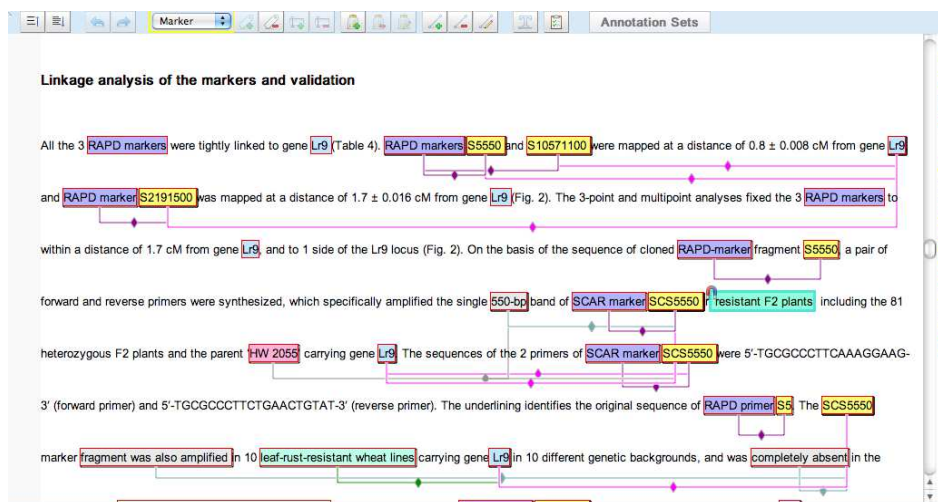 Marker
Annotation Sets
Linkage analysis of the markers and validation
All the 3 RAPD markers were tightly linked to gene Lr9 (Table 4). RAPD markers S5550 and S10571100 were mapped at a distance of 0.8 ± 0.008 cM from gene Lr9
and RAPD marker S2191500 was mapped at a distance of 1.7 ± 0.016 cM from gene Lr9 (Fig. 2). The 3-point and multipoint analyses fixed the 3 RAPD markers to
within a distance of 1.7 cM from gene Lr9, and to 1 side of the Lr9 locus (Fig. 2). On the basis of the sequence of cloned RAPD-marker fragment S5550, a pair of
forward and reverse primers were synthesized, which specifically amplified the single 550-bp band of SCAR marker SCS5550 resistant F2 plants including the 81
heterozygous F2 plants and the parent 'HW 2055' carrying gene Lr9. The sequences of the 2 primers of SCAR marker SCS5550 were 5′-TGCGCCCTTCAAAGGAAG-
3′ (forward primer) and 5′-TGCGCCCTTCTGAACTGTAT-3′ (reverse primer). The underlining identifies the original sequence of RAPD primer S5. The SCS5550
marker fragment was also amplified in 10 leaf-rust-resistant wheat lines carrying gene Lr9 in 10 different genetic backgrounds, and was completely absent in the